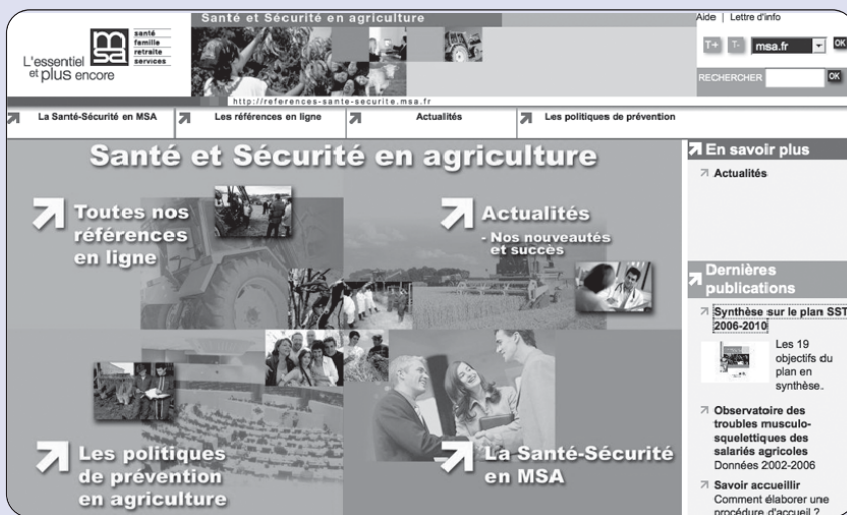 L'essentiel
et plus encore
msa
santé
famille
retraite
services
Santé et Sécurité en agriculture
http://references-sante-securite.msa.fr
Aide | Lettre d'info
T+ T- msa.fr OK
RECHERCHER OK
La Santé-Sécurité en MSA
Les références en ligne
Actualités
Les politiques de prévention
Santé et Sécurité en agriculture
Toutes nos
références
en ligne
Actualités
- Nos nouveautés
et succès
Les politiques
de prévention
en agriculture
La Santé-Sécurité
en MSA
En savoir plus
Actualités
Dernières
publications
Synthèse sur le plan SST
2006-2010
Les 19
objectifs du
plan en
synthèse.
Observatoire des
troubles musculo-
squelettiques des
salariés agricoles
Données 2002-2006
Savoir accueillir
Comment élaborer une
procédure d'accueil ?